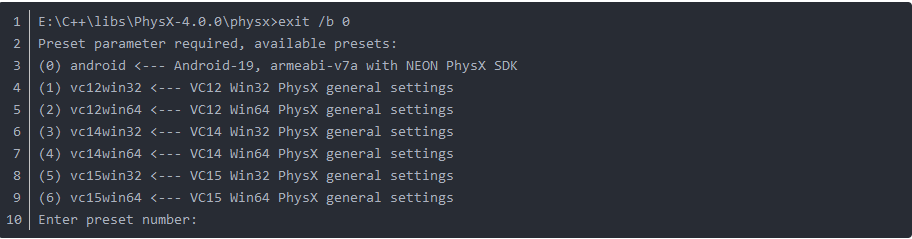 1 E:\C++\libs\PhysX-4.0.0\physx>exit /b 0
2 Preset parameter required, available presets:
3 (0) android <--- Android-19, armeabi-v7a with NEON PhysX SDK
4 (1) vc12win32 <--- VC12 Win32 PhysX general settings
5 (2) vc12win64 <--- VC12 Win64 PhysX general settings
6 (3) vc14win32 <--- VC14 Win32 PhysX general settings
7 (4) vc14win64 <--- VC14 Win64 PhysX general settings
8 (5) vc15win32 <--- VC15 Win32 PhysX general settings
9 (6) vc15win64 <--- VC15 Win64 PhysX general settings
10 Enter preset number: